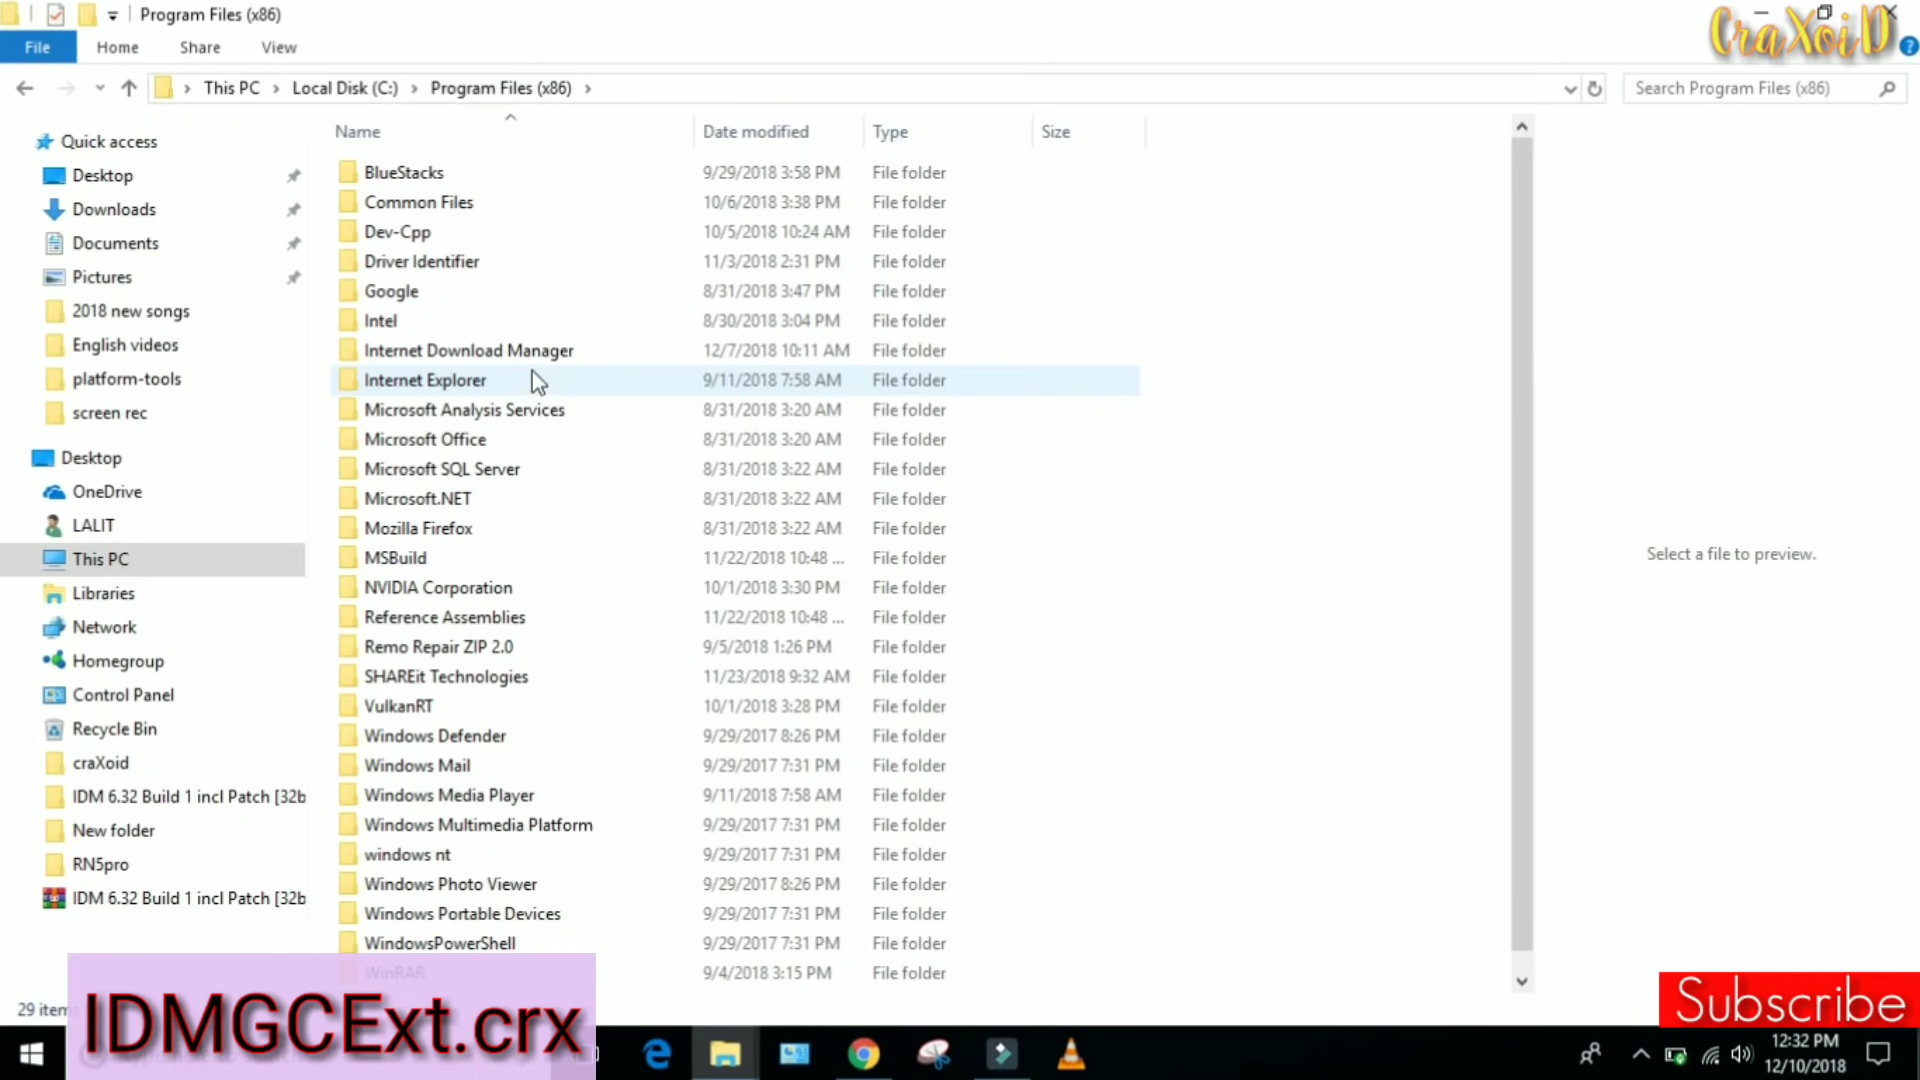 Program Files (x86)
CraXoiD
File Home Share View
This PC Local Disk (C:) Program Files (x86)
Search Program Files (x86)
Quick access
Desktop
Downloads
Documents
Pictures
2018 new songs
English videos
platform-tools
screen rec
Desktop
OneDrive
LALIT
This PC
Libraries
Network
Homegroup
Control Panel
Recycle Bin
craXoid
IDM 6.32 Build 1 incl Patch [32b
New folder
RN5pro
IDM 6.32 Build 1 incl Patch [32b
Name Date modified Type Size
BlueStacks 9/29/2018 3:58 PM File folder
Common Files 10/6/2018 3:38 PM File folder
Dev-Cpp 10/5/2018 10:24 AM File folder
Driver Identifier 11/3/2018 2:31 PM File folder
Google 8/31/2018 3:47 PM File folder
Intel 8/30/2018 3:04 PM File folder
Internet Download Manager 12/7/2018 10:11 AM File folder
Internet Explorer 9/11/2018 7:58 AM File folder
Microsoft Analysis Services 8/31/2018 3:20 AM File folder
Microsoft Office 8/31/2018 3:20 AM File folder
Microsoft SQL Server 8/31/2018 3:22 AM File folder
Microsoft.NET 8/31/2018 3:22 AM File folder
Mozilla Firefox 8/31/2018 3:22 AM File folder
MSBuild 11/22/2018 10:48 ... File folder
NVIDIA Corporation 10/1/2018 3:30 PM File folder
Reference Assemblies 11/22/2018 10:48 ... File folder
Remo Repair ZIP 2.0 9/5/2018 1:26 PM File folder
SHAREit Technologies 11/23/2018 9:32 AM File folder
VulkanRT 10/1/2018 3:28 PM File folder
Windows Defender 9/29/2017 8:26 PM File folder
Windows Mail 9/29/2017 7:31 PM File folder
Windows Media Player 9/11/2018 7:58 AM File folder
Windows Multimedia Platform 9/29/2017 7:31 PM File folder
windows nt 9/29/2017 7:31 PM File folder
Windows Photo Viewer 9/29/2017 8:26 PM File folder
Windows Portable Devices 9/29/2017 7:31 PM File folder
WindowsPowerShell 9/29/2017 7:31 PM File folder
WinRAR 9/4/2018 3:15 PM File folder
Select a file to preview.
29 items
IDMGCExt.crx
Subscribe
12:32 PM
12/10/2018